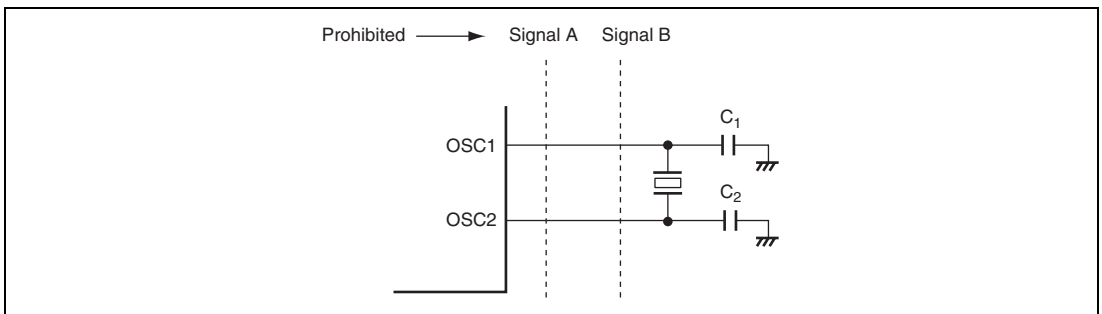 Prohibited Signal A Signal B
OSC1
C1
OSC2
C2